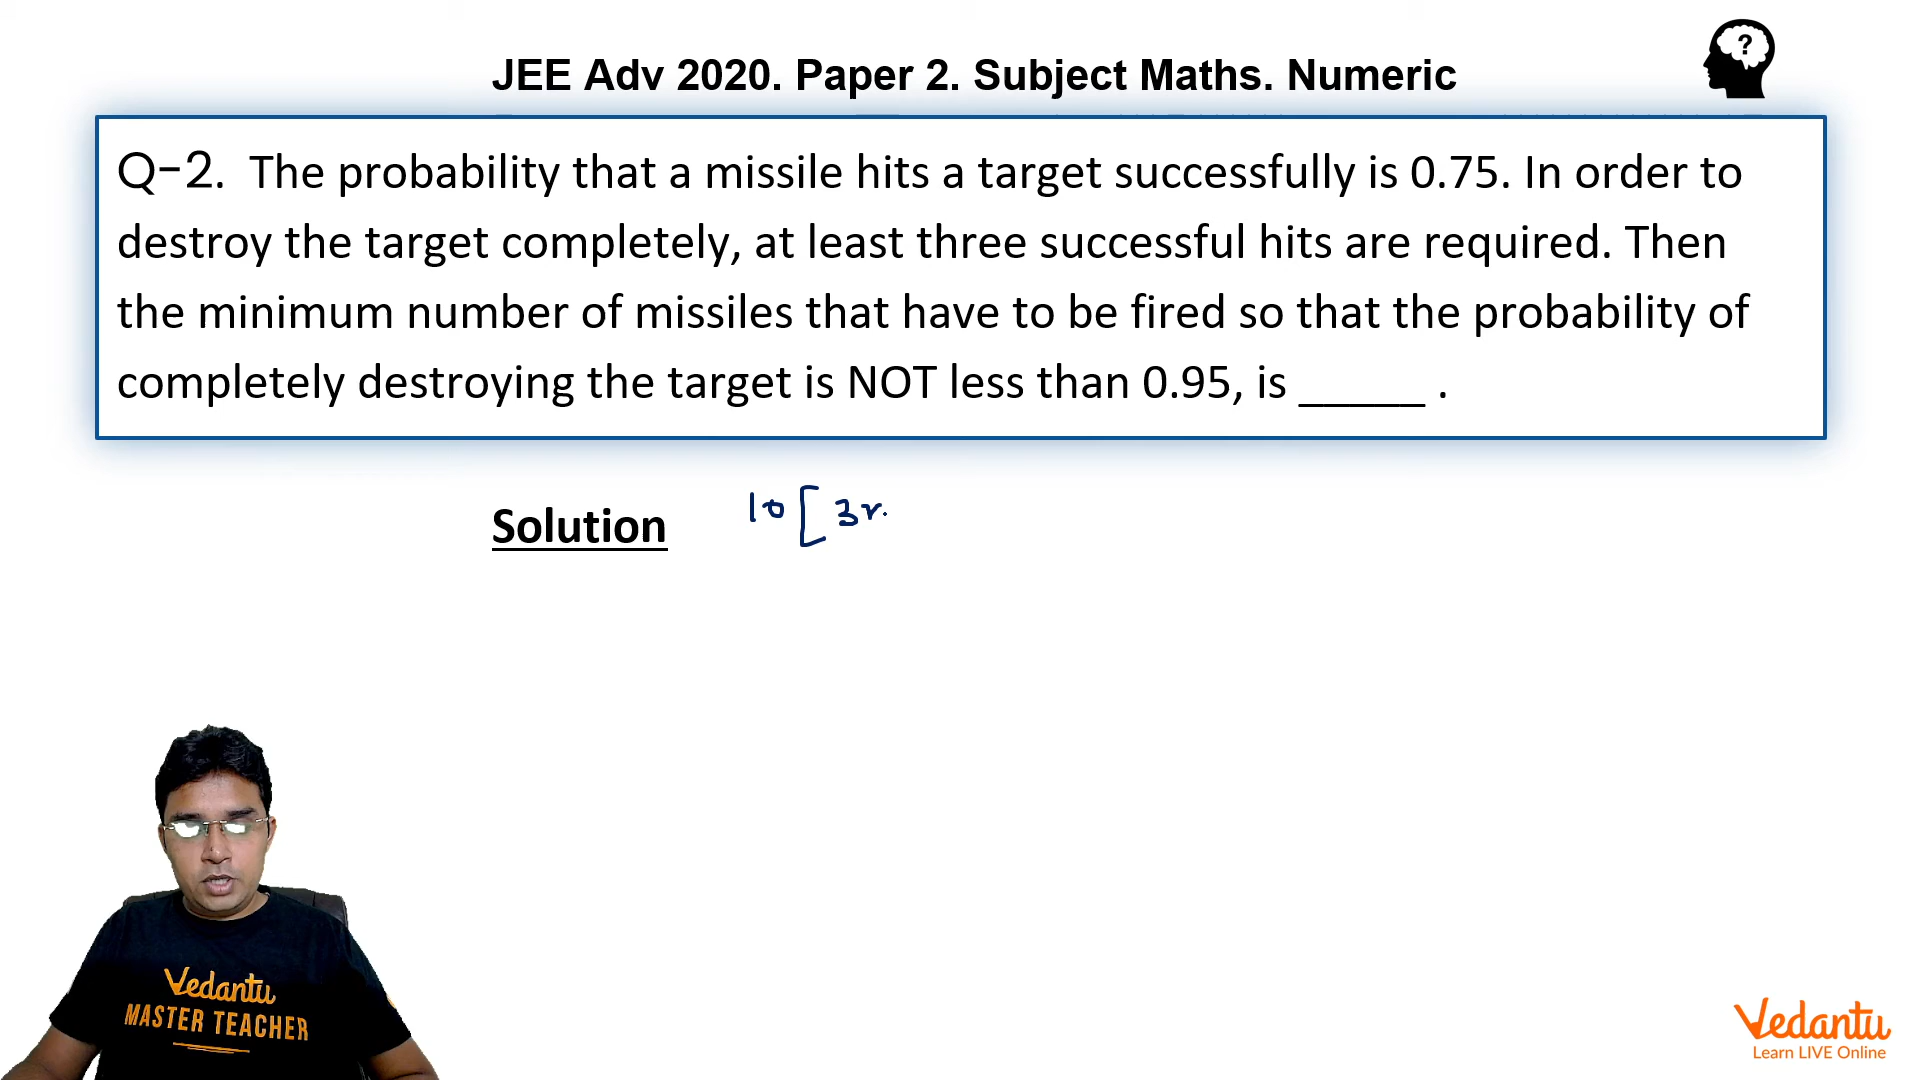 JEE Adv 2020. Paper 2. Subject Maths. Numeric
?
Q-2. The probability that a missile hits a target successfully is 0.75. In order to
destroy the target completely, at least three successful hits are required. Then
the minimum number of missiles that have to be fired so that the probability of
completely destroying the target is NOT less than 0.95, is _____ .
Solution
10 [ 3r.
Vedantu
MASTER TEACHER
Vedantu
Learn LIVE Online